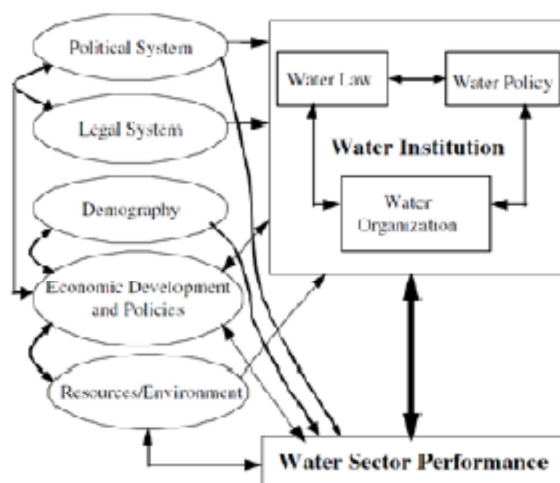 Political System
Water Law
Water Policy
Legal System
Water Institution
Demography
Water
Organization
Economic Development
and Policies
Resources/Environment
Water Sector Performance